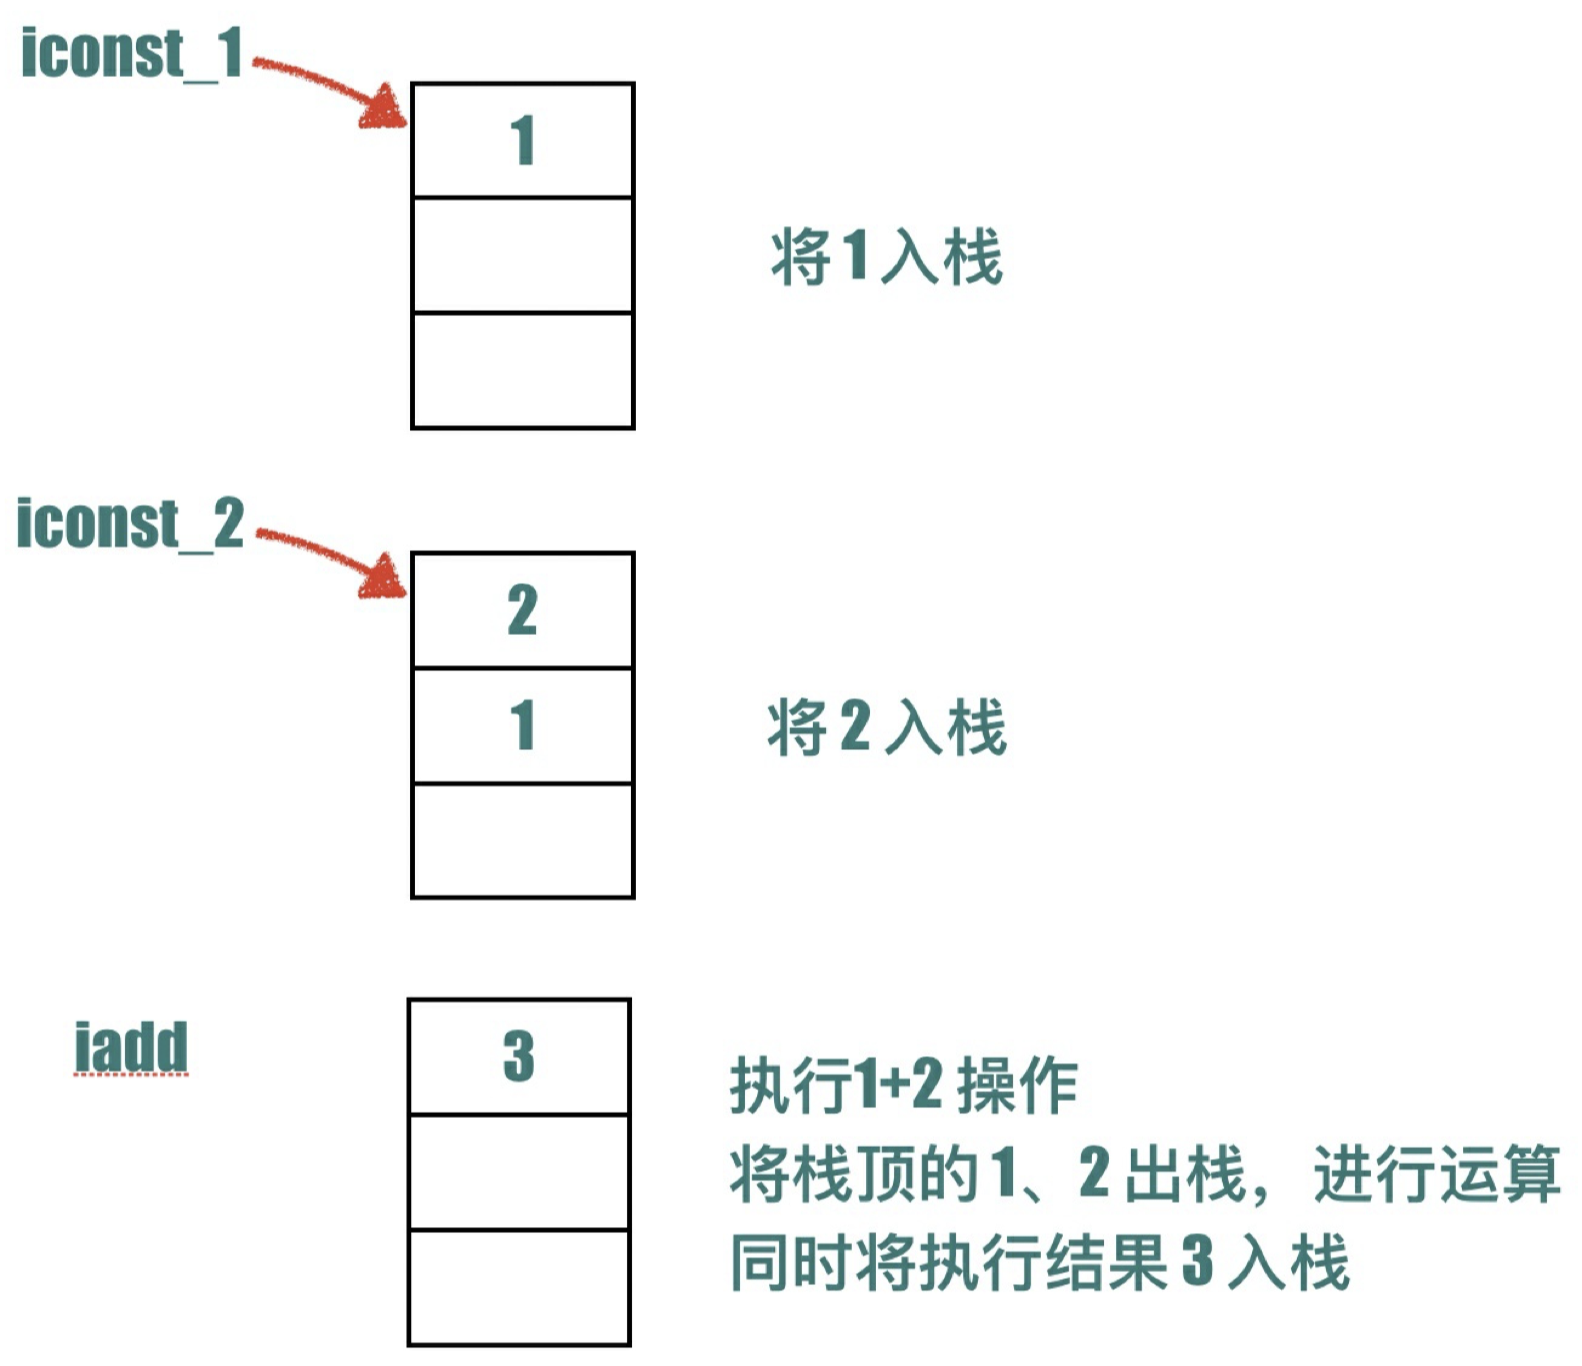 iconst_1
1
将 1 入栈
iconst_2
2
1
将 2 入栈
iadd
3
执行1+2 操作
将栈顶的 1、2 出栈，进行运算
同时将执行结果 3 入栈